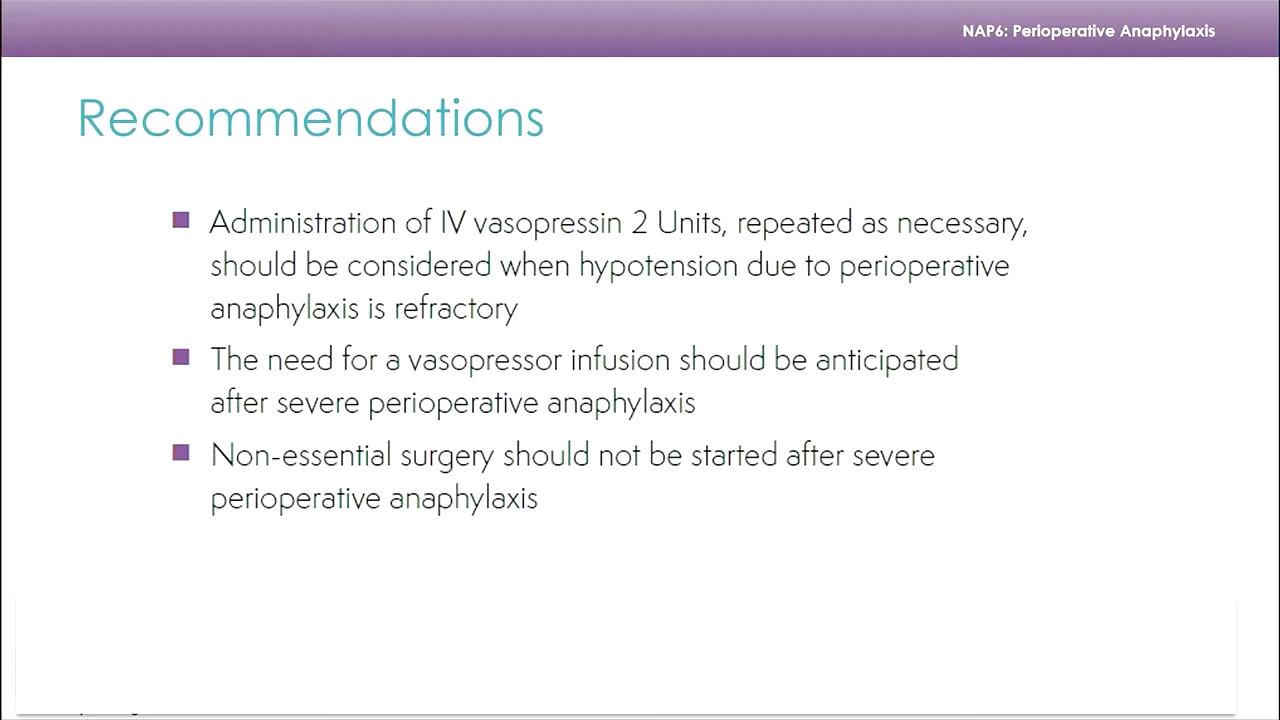 NAP6: Perioperative Anaphylaxis
Recommendations
Administration of IV vasopressin 2 Units, repeated as necessary,
should be considered when hypotension due to perioperative
anaphylaxis is refractory
The need for a vasopressor infusion should be anticipated
after severe perioperative anaphylaxis
Non-essential surgery should not be started after severe
perioperative anaphylaxis